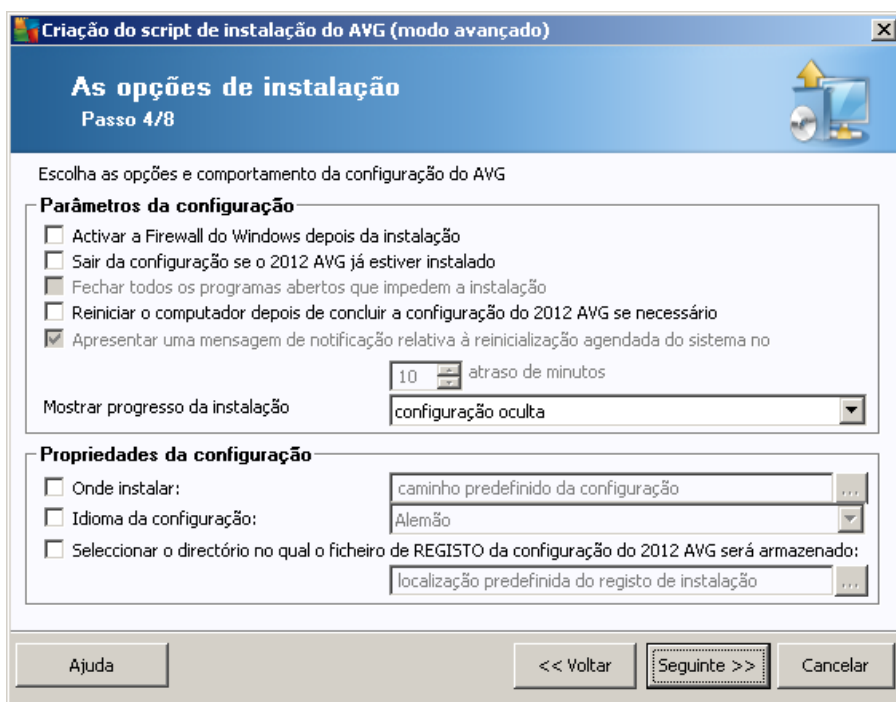 Criação do script de instalação do AVG (modo avançado)
As opções de instalação
Passo 4/8
Escolha as opções e comportamento da configuração do AVG
Parâmetros da configuração
Activar a Firewall do Windows depois da instalação
Sair da configuração se o 2012 AVG já estiver instalado
Fechar todos os programas abertos que impedem a instalação
Reiniciar o computador depois de concluir a configuração do 2012 AVG se necessário
Apresentar uma mensagem de notificação relativa à reinicialização agendada do sistema no
10 atraso de minutos
Mostrar progresso da instalação configuração oculta
Propriedades da configuração
Onde instalar: caminho predefinido da configuração ...
Idioma da configuração: Alemão
Seleccionar o directório no qual o ficheiro de REGISTO da configuração do 2012 AVG será armazenado:
localização predefinida do registo de instalação ...
Ajuda << Voltar Seguinte >> Cancelar